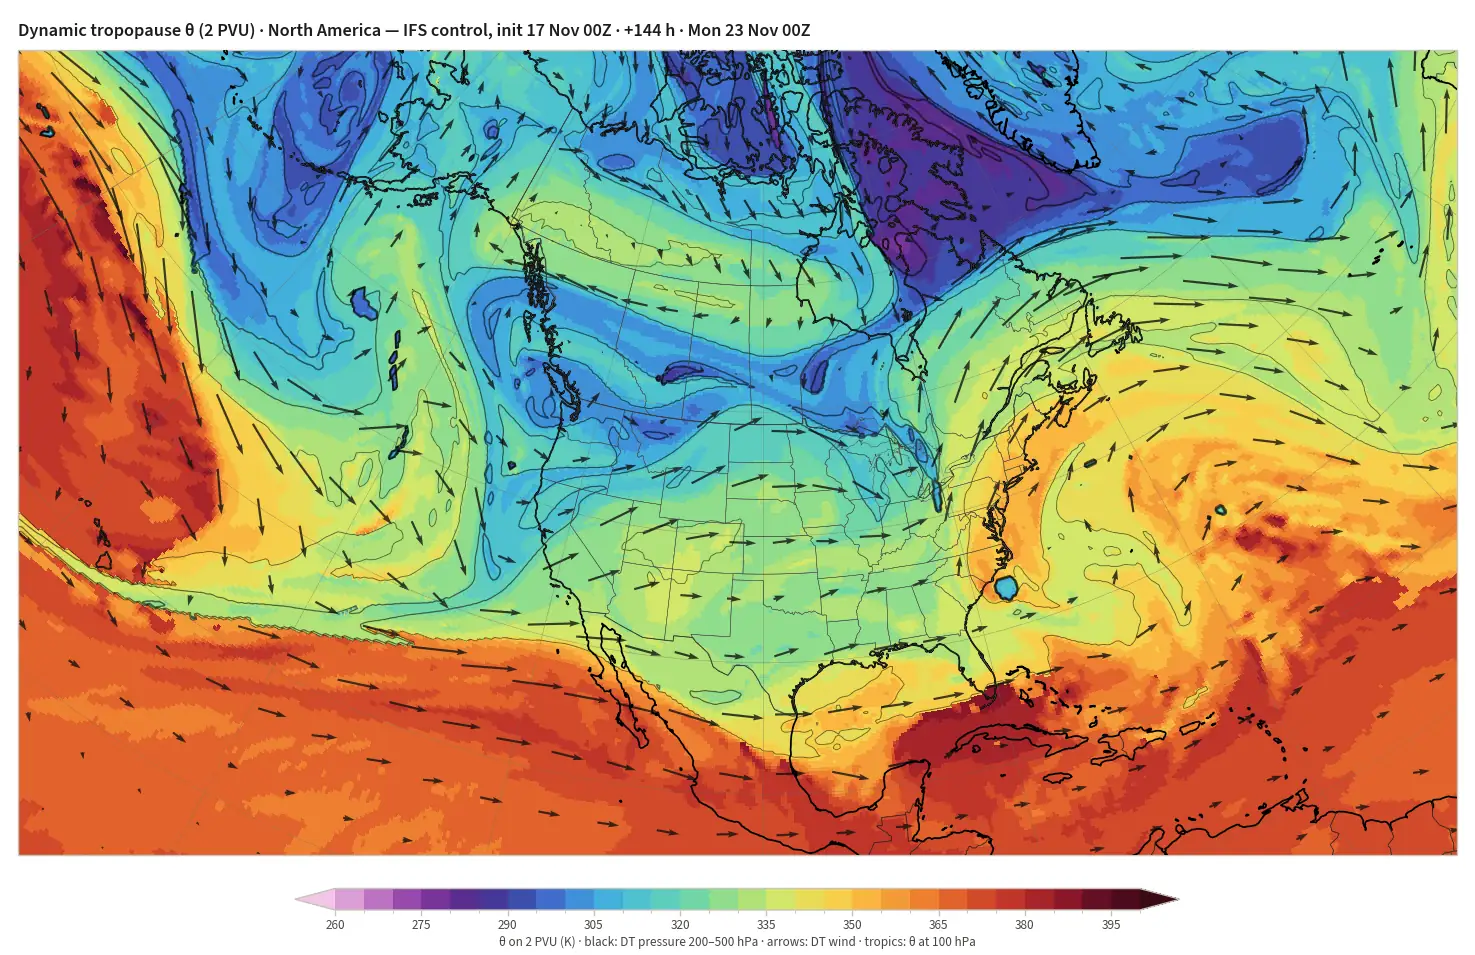 Dynamic tropopause θ (2 PVU) · North America — IFS control, init 17 Nov 00Z · +144 h · Mon 23 Nov 00Z
260 275 290 305 320 335 350 365 380 395
θ on 2 PVU (K) · black: DT pressure 200–500 hPa · arrows: DT wind · tropics: θ at 100 hPa